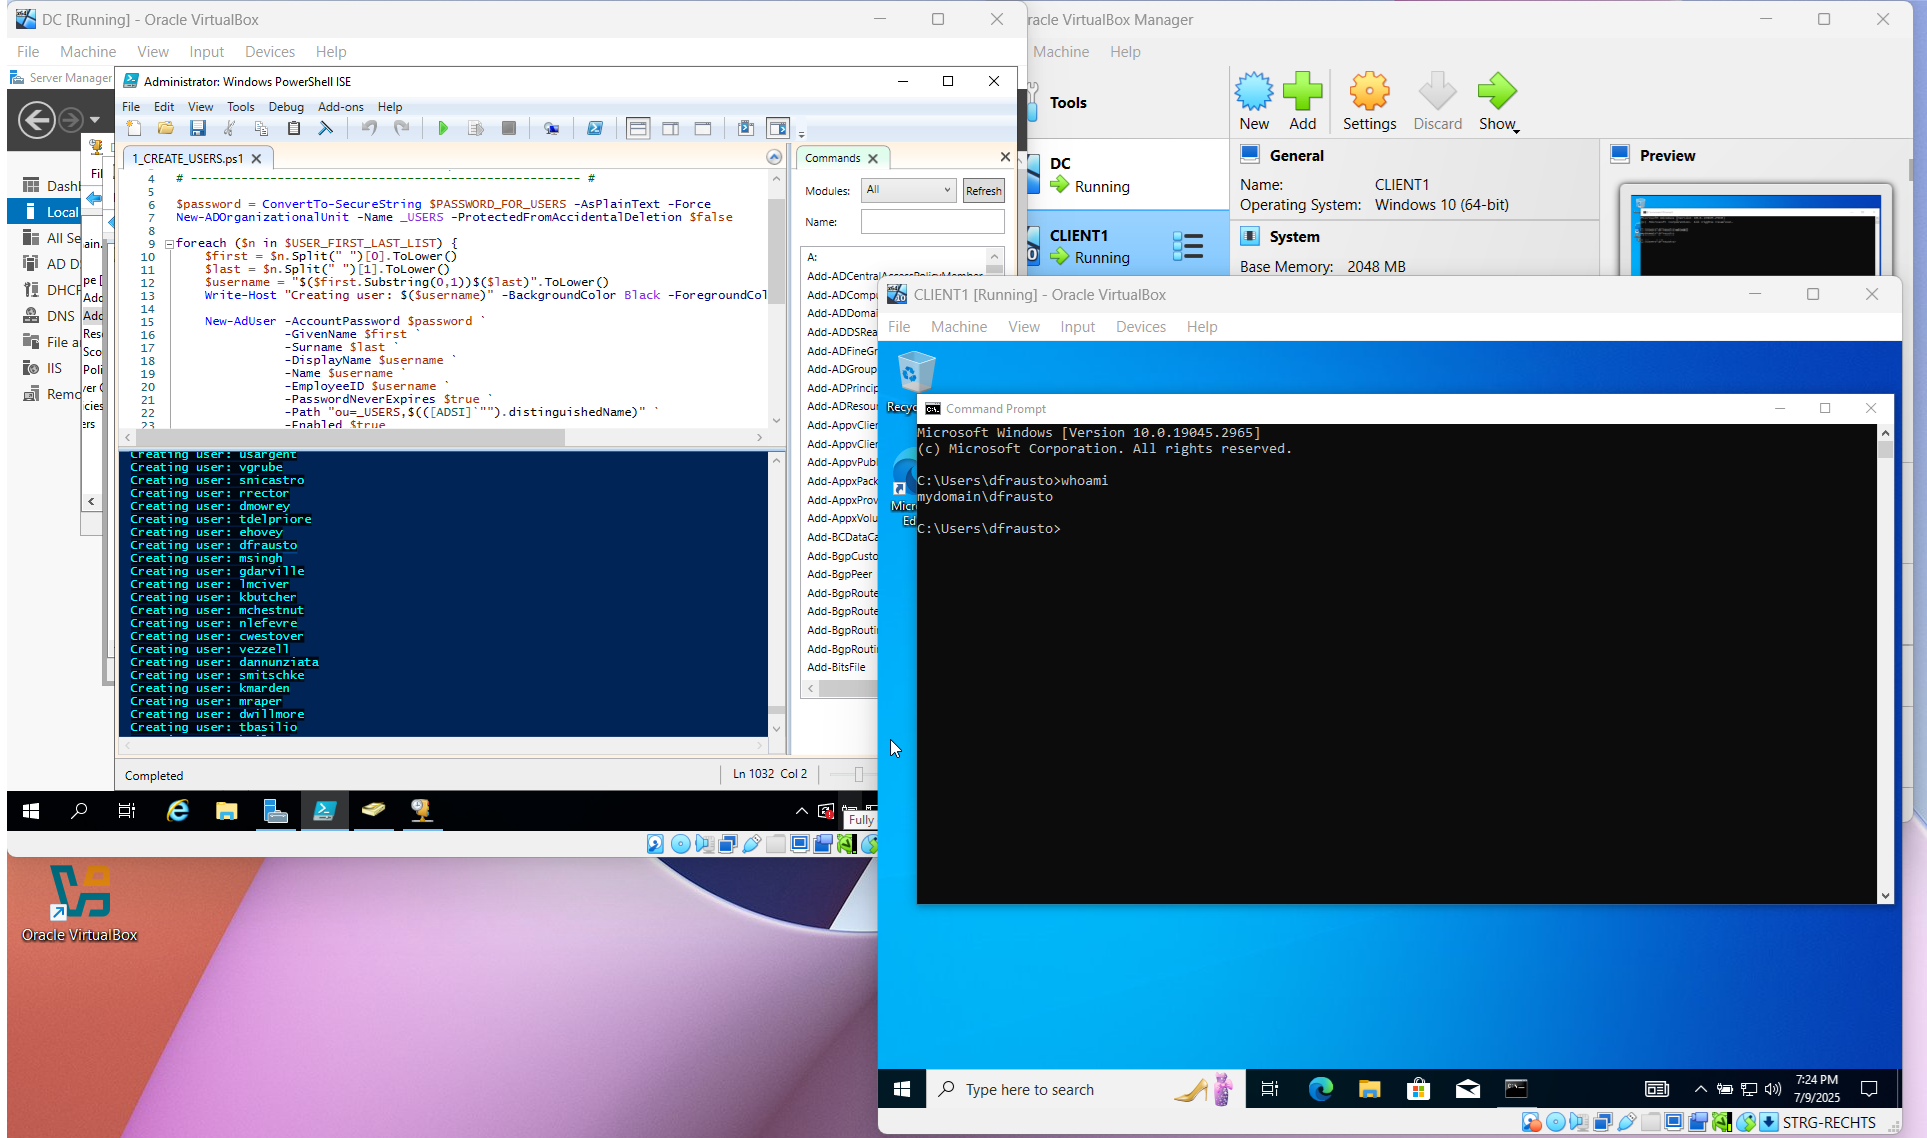 DC [Running] - Oracle VirtualBox
File Machine View Input Devices Help
Server Manager
Administrator: Windows PowerShell ISE
File Edit View Tools Debug Add-ons Help
1_CREATE_USERS.ps1
4 # ------------------------------------------------------ #
5
6 $password = ConvertTo-SecureString $PASSWORD_FOR_USERS -AsPlainText -Force
7 New-ADOrganizationalUnit -Name _USERS -ProtectedFromAccidentalDeletion $false
8
9 foreach ($n in $USER_FIRST_LAST_LIST) {
10 $first = $n.Split(" ")[0].ToLower()
11 $last = $n.Split(" ")[1].ToLower()
12 $username = "$($first.Substring(0,1))$($last)".ToLower()
13 Write-Host "Creating user: $($username)" -BackgroundColor Black -ForegroundCol
14
15 New-AdUser -AccountPassword $password `
16 -GivenName $first `
17 -Surname $last `
18 -DisplayName $username `
19 -Name $username `
20 -EmployeeID $username `
21 -PasswordNeverExpires $true `
22 -Path "ou=_USERS,$(([ADSI]`"").distinguishedName)" `
23 -Enabled $true
Creating user: usargent
Creating user: vgrube
Creating user: snicastro
Creating user: rrector
Creating user: dmowrey
Creating user: tdelpriore
Creating user: ehovey
Creating user: dfrausto
Creating user: msingh
Creating user: gdarville
Creating user: lmciver
Creating user: kbutcher
Creating user: mchestnut
Creating user: nlefevre
Creating user: cwestover
Creating user: vezzell
Creating user: dannunziata
Creating user: smitschke
Creating user: kmarden
Creating user: mraper
Creating user: dwillmore
Creating user: tbasilio
Completed
Ln 1032 Col 2
Commands
Modules: All Refresh
Name:
A:
Add-ADCentralAccessPolicyMember
Add-ADCompu
Add-ADDomai
Add-ADDSRea
Add-ADFineGr
Add-ADGroup
Add-ADPrincip
Add-ADResour
Add-AppvClier
Add-AppvClier
Add-AppvPubl
Add-AppxPack
Add-AppxProv
Add-AppxVolu
Add-BCDataCa
Add-BgpCusto
Add-BgpPeer
Add-BgpRoute
Add-BgpRoute
Add-BgpRoutin
Add-BgpRoutin
Add-BitsFile
Dashb
Local
All Se
AD D
DHCP
DNS
File a
IIS
Remo
Fil
ain.
pe [
Add
Add
Rese
Sco
Poli
ver O
icies
ers
Fully
Oracle VirtualBox
racle VirtualBox Manager
Machine Help
Tools
New Add Settings Discard Show
DC
Running
CLIENT1
Running
General
Name: CLIENT1
Operating System: Windows 10 (64-bit)
System
Base Memory: 2048 MB
Preview
CLIENT1 [Running] - Oracle VirtualBox
File Machine View Input Devices Help
Recyc
Micro
Ed
Command Prompt
Microsoft Windows [Version 10.0.19045.2965]
(c) Microsoft Corporation. All rights reserved.
C:\Users\dfrausto>whoami
mydomain\dfrausto
C:\Users\dfrausto>
Type here to search
7:24 PM
7/9/2025
STRG-RECHTS